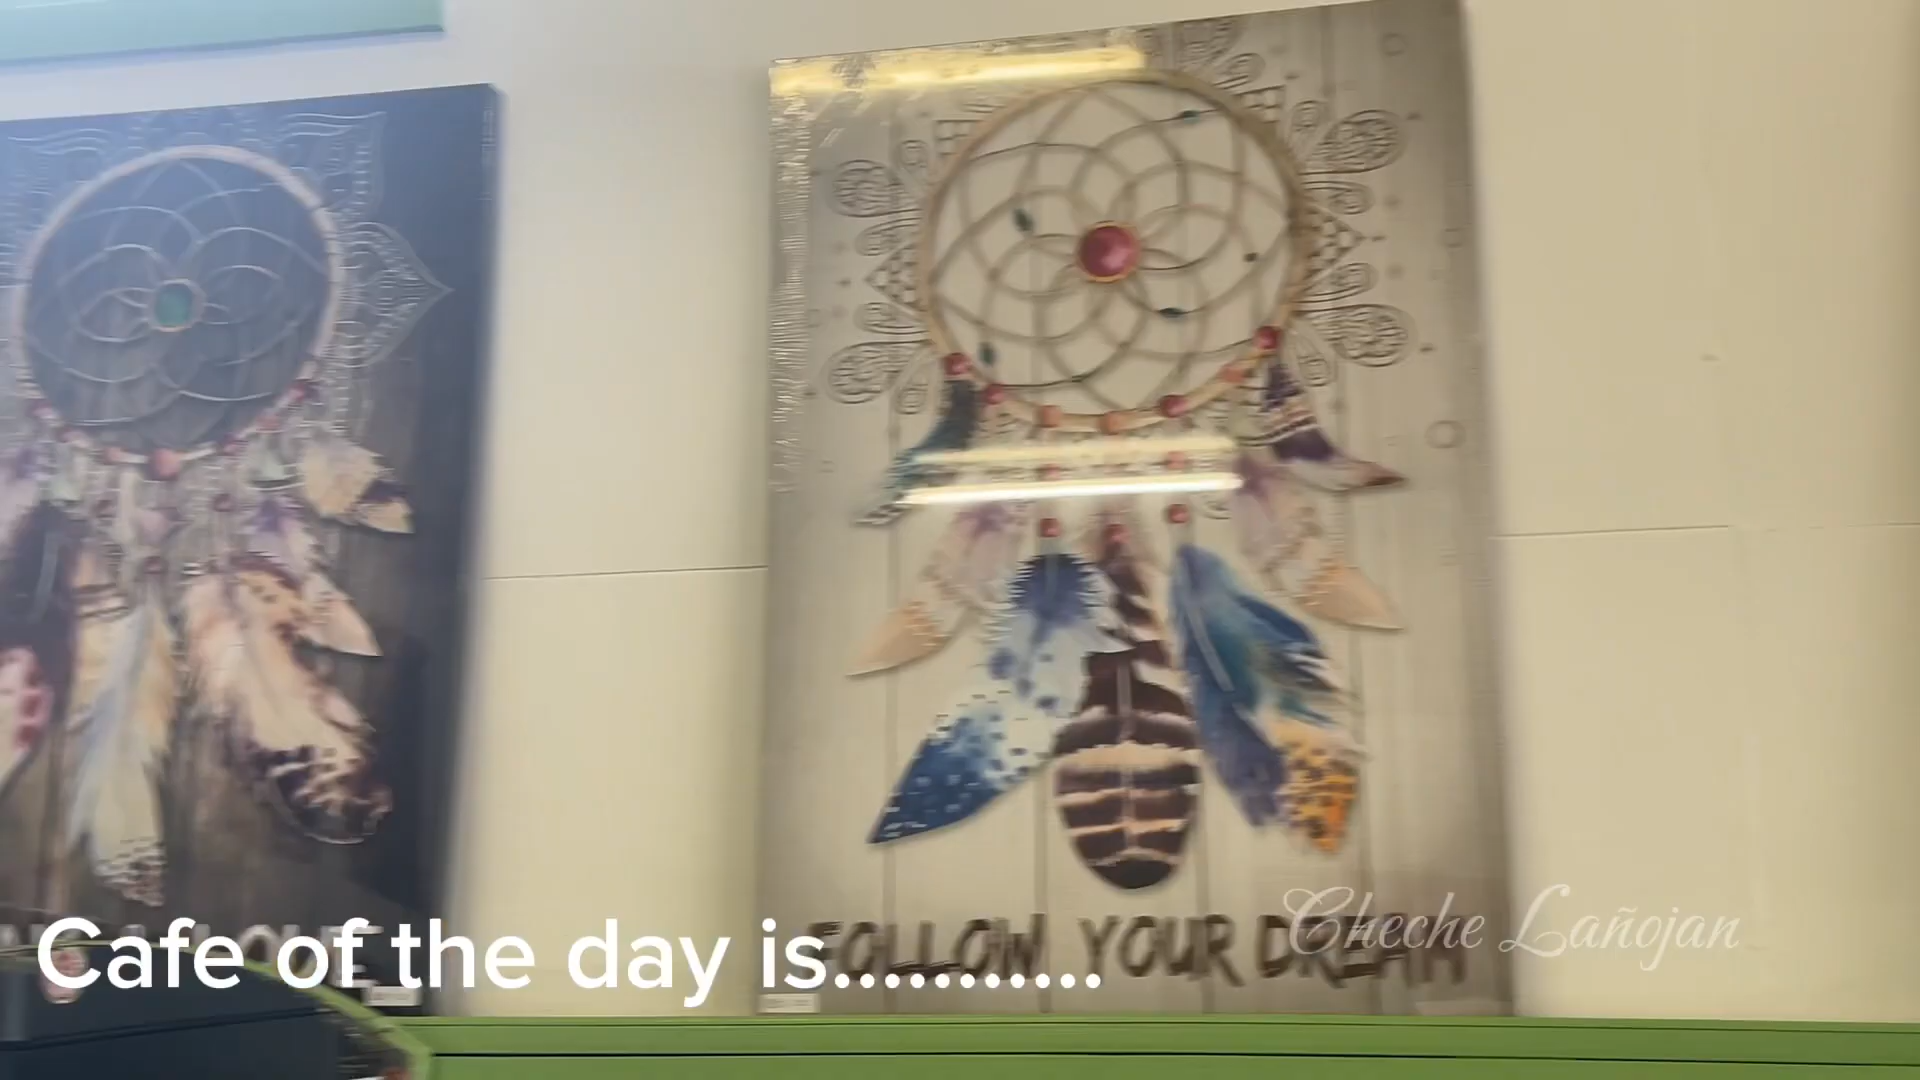 FOLLOW YOUR DREAM
Cheche Lañojan
Cafe of the day is...........